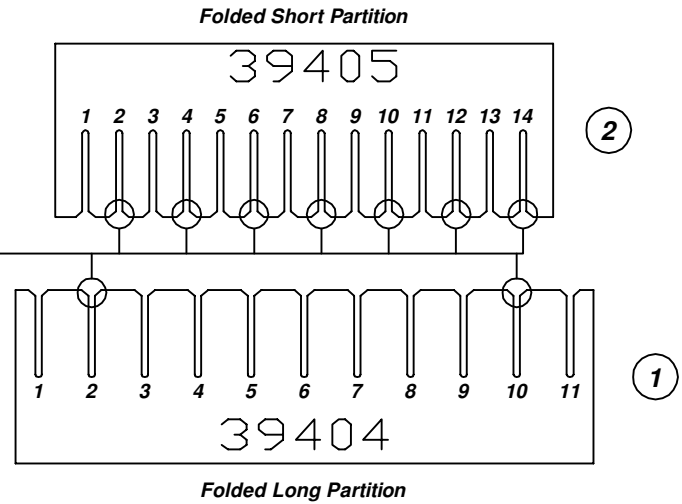 Folded Short Partition
39405
1 2 3 4 5 6 7 8 9 10 11 12 13 14
2
1
1 2 3 4 5 6 7 8 9 10 11
39404
Folded Long Partition